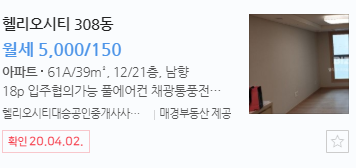 헬리오시티 308동
월세 5,000/150
아파트 · 61A/39m², 12/21층, 남향
18p 입주협의가능 풀에어컨 채광통풍전…
헬리오시티대승공인중개사사… | 매경부동산 제공
확인 20.04.02.